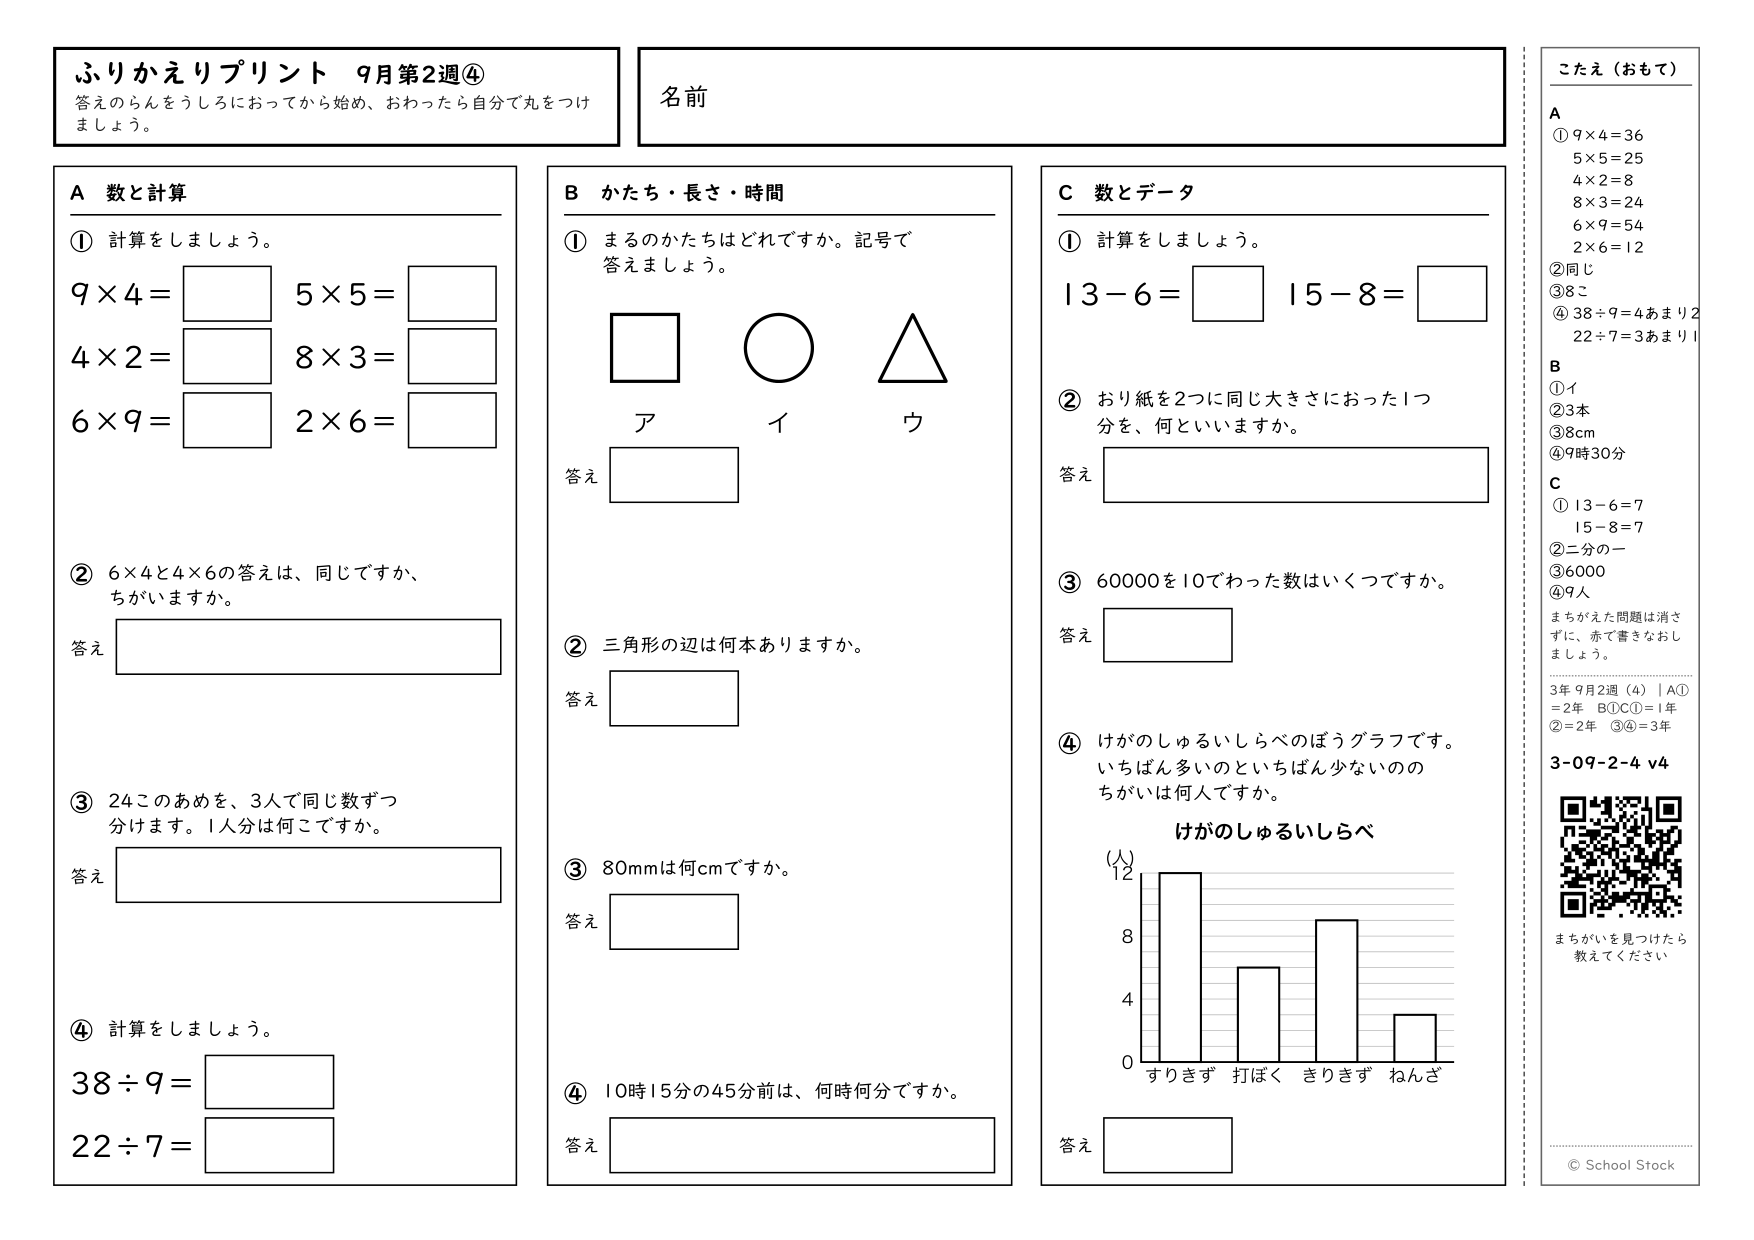 ふりかえりプリント　9月第2週④
答えのらんをうしろにおってから始め、おわったら自分で丸をつけ
ましょう。
名前
A　数と計算
① 計算をしましょう。
9×4＝
5×5＝
4×2＝
8×3＝
6×9＝
2×6＝
② 6×4と4×6の答えは、同じですか、
ちがいますか。
答え
③ 24このあめを、3人で同じ数ずつ
分けます。1人分は何こですか。
答え
④ 計算をしましょう。
38÷9＝
22÷7＝
B　かたち・長さ・時間
① まるのかたちはどれですか。記号で
答えましょう。
ア
イ
ウ
答え
② 三角形の辺は何本ありますか。
答え
③ 80mmは何cmですか。
答え
④ 10時15分の45分前は、何時何分ですか。
答え
C　数とデータ
① 計算をしましょう。
13－6＝
15－8＝
② おり紙を2つに同じ大きさにおった1つ
分を、何といいますか。
答え
③ 60000を10でわった数はいくつですか。
答え
④ けがのしゅるいしらべのぼうグラフです。
いちばん多いのといちばん少ないのの
ちがいは何人ですか。
けがのしゅるいしらべ
(人)
12
8
4
0
すりきず
打ぼく
きりきず
ねんざ
答え
こたえ（おもて）
A
① 9×4＝36
5×5＝25
4×2＝8
8×3＝24
6×9＝54
2×6＝12
②同じ
③8こ
④ 38÷9＝4あまり2
22÷7＝3あまり1
B
①イ
②3本
③8cm
④9時30分
C
① 13－6＝7
15－8＝7
②二分の一
③6000
④9人
まちがえた問題は消さ
ずに、赤で書きなおし
ましょう。
3年 9月2週（4）｜A①
＝2年　B①C①＝1年
②＝2年　③④＝3年
3-09-2-4 v4
まちがいを見つけたら
教えてください
© School Stock